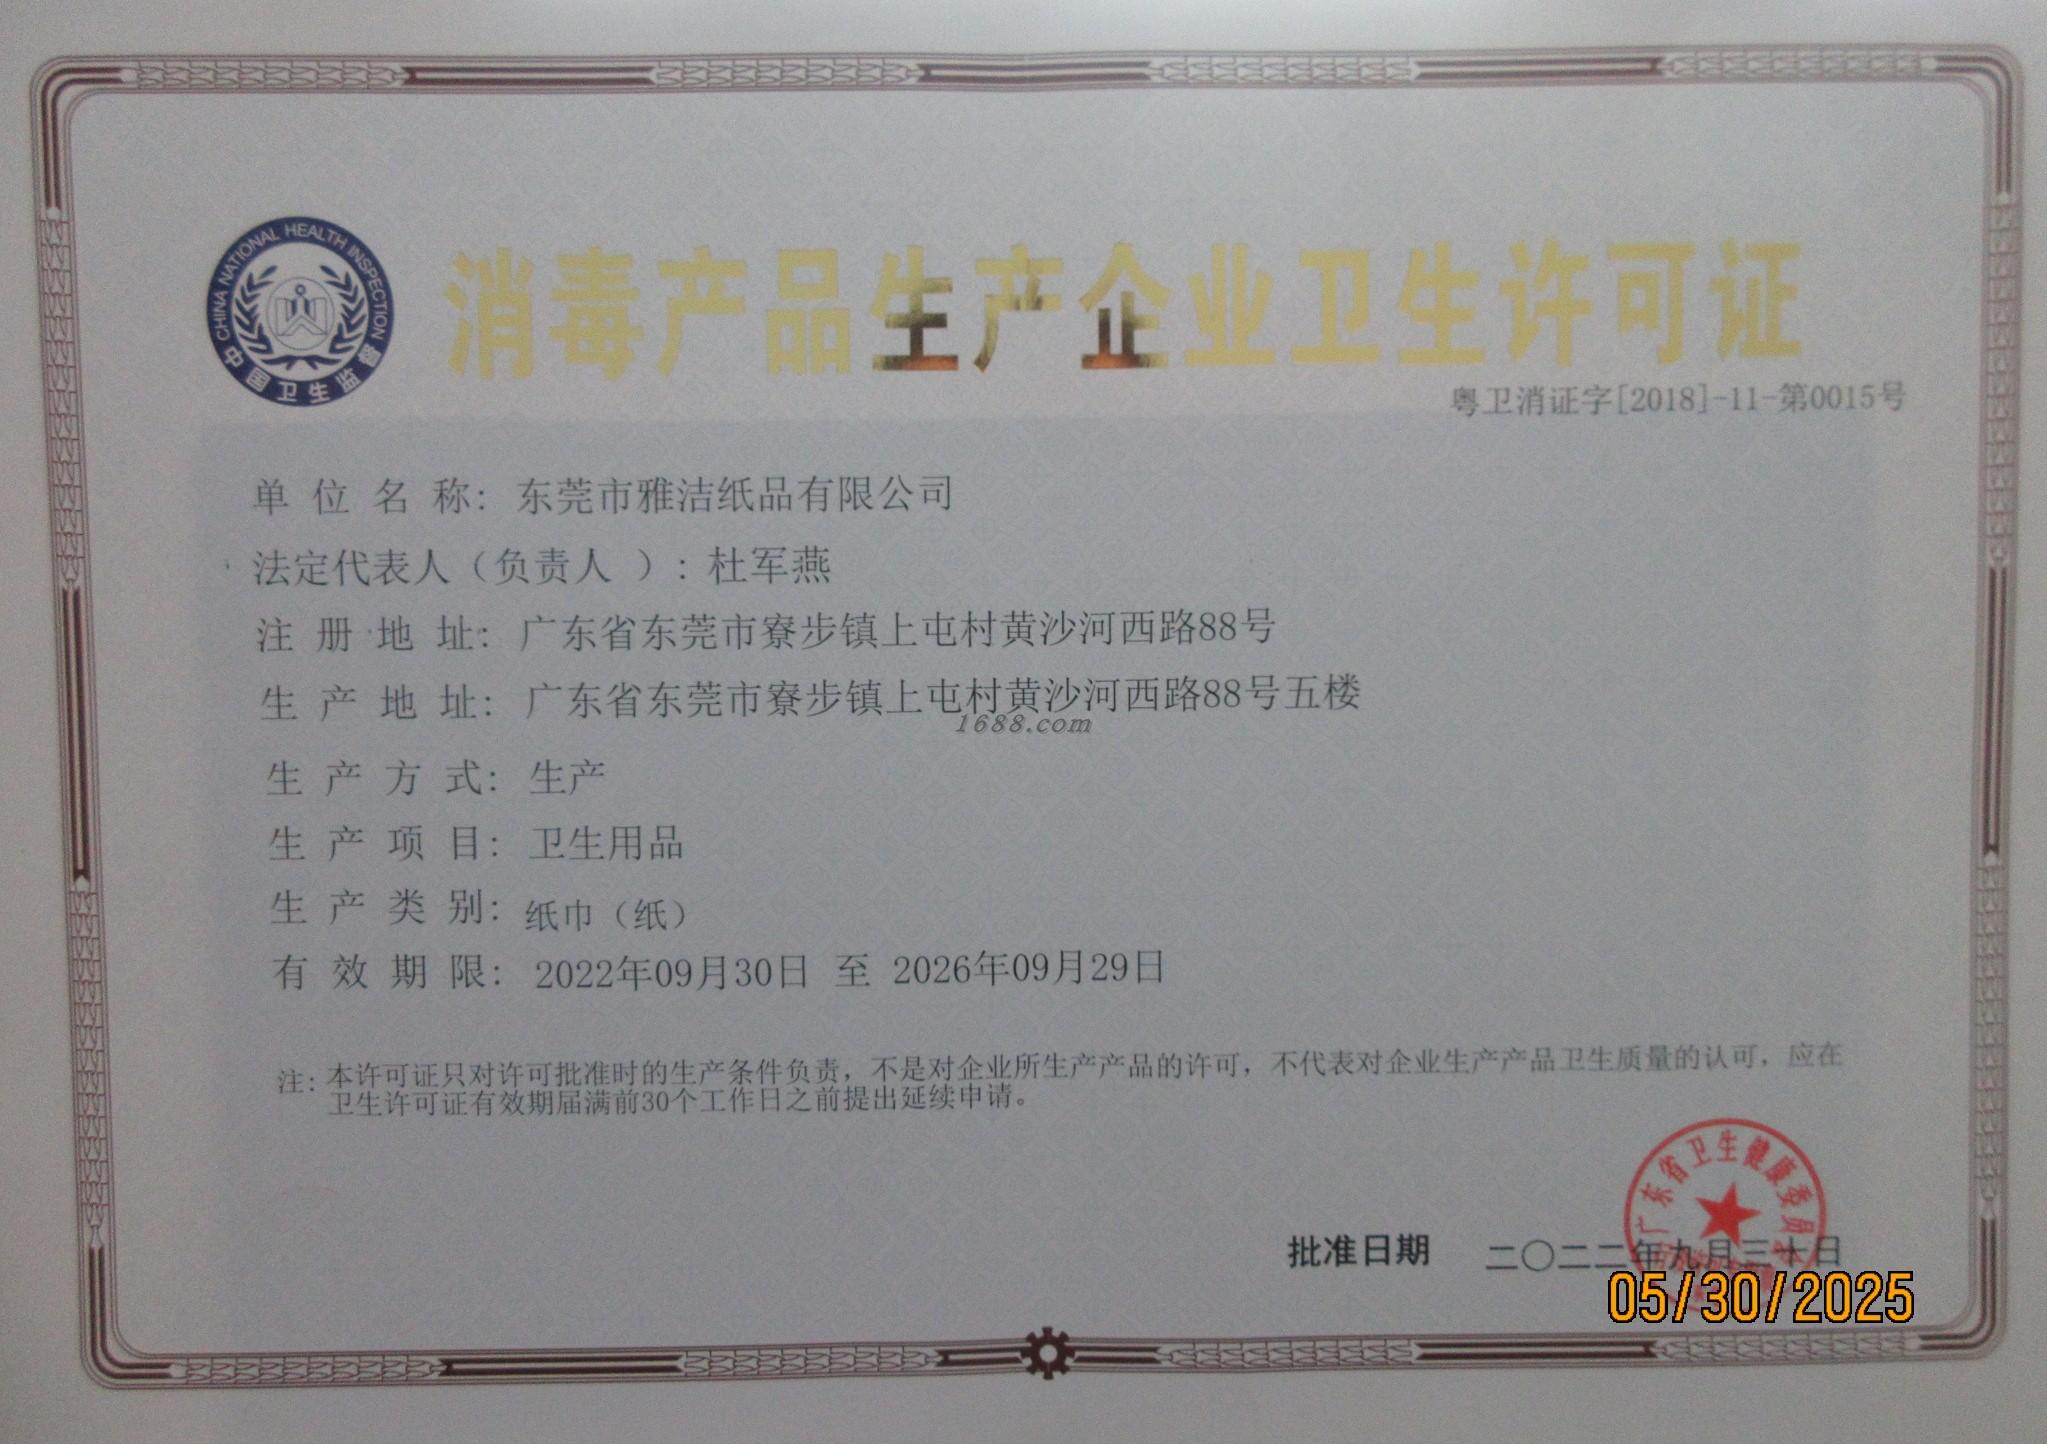 CHINA NATIONAL HEALTH INSPECTION
中国卫生监督
消毒产品生产企业卫生许可证
粤卫消证字[2018]-11-第0015号
单位名称: 东莞市雅洁纸品有限公司
法定代表人（负责人 ）: 杜军燕
注册地址: 广东省东莞市寮步镇上屯村黄沙河西路88号
生产地址: 广东省东莞市寮步镇上屯村黄沙河西路88号五楼
1688.com
生产方式: 生产
生产项目: 卫生用品
生产类别: 纸巾（纸）
有效期限: 2022年09月30日 至 2026年09月29日
注: 本许可证只对许可批准时的生产条件负责，不是对企业所生产产品的许可，不代表对企业生产产品卫生质量的认可，应在
卫生许可证有效期届满前30个工作日之前提出延续申请。
广东省卫生健康委员会
批准日期 二〇二二年九月三十日
05/30/2025